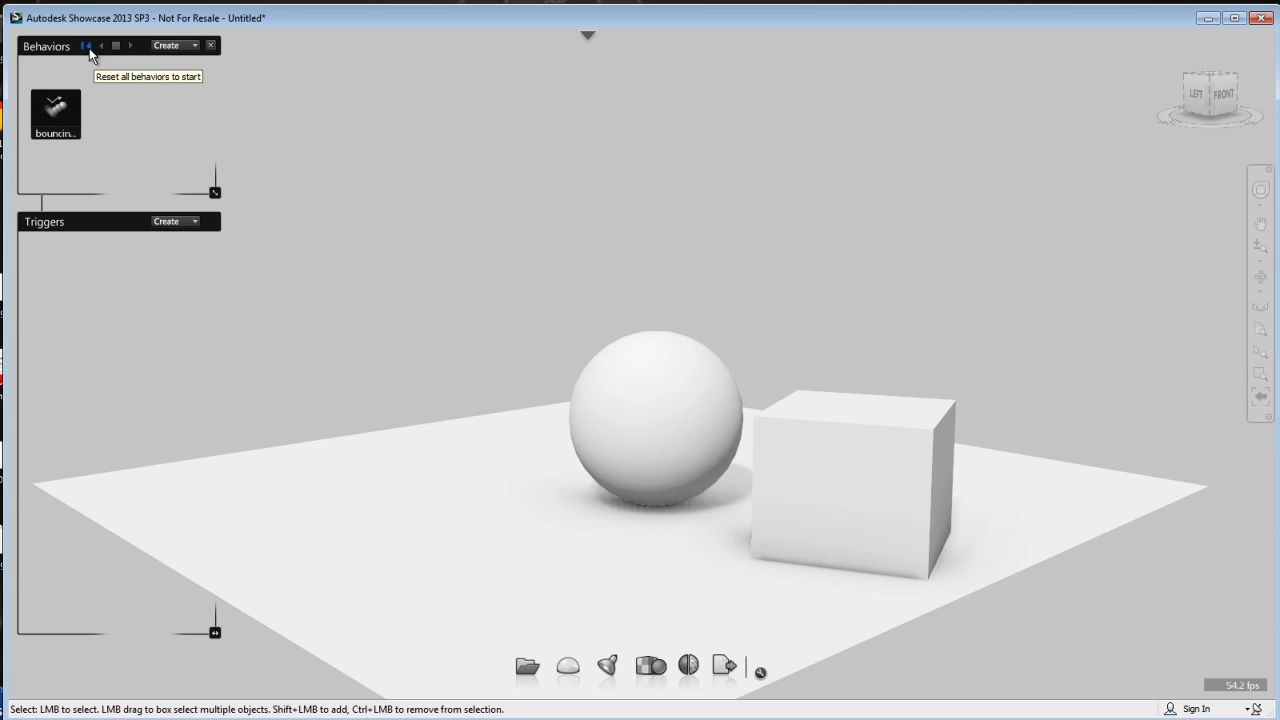 Autodesk Showcase 2013 SP3 - Not For Resale - Untitled*
Behaviors
Create
Reset all behaviors to start
bouncin...
Triggers
Create
LEFT
FRONT
54.2 fps
Select: LMB to select. LMB drag to box select multiple objects. Shift+LMB to add, Ctrl+LMB to remove from selection.
Sign In